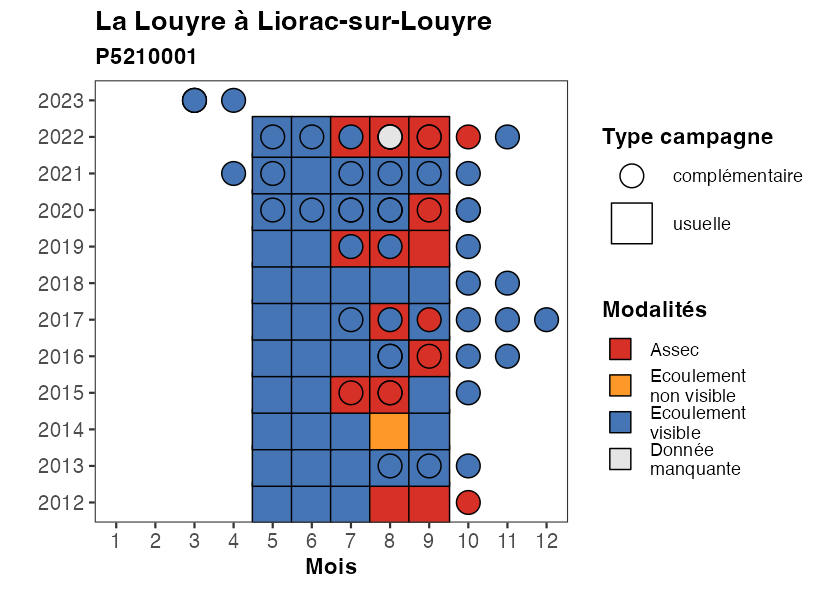 La Louyre à Liorac-sur-Louyre
P5210001
2023
2022
2021
2020
2019
2018
2017
2016
2015
2014
2013
2012
1 2 3 4 5 6 7 8 9 10 11 12
Mois
Type campagne
complémentaire
usuelle
Modalités
Assec
Ecoulement
non visible
Ecoulement
visible
Donnée
manquante